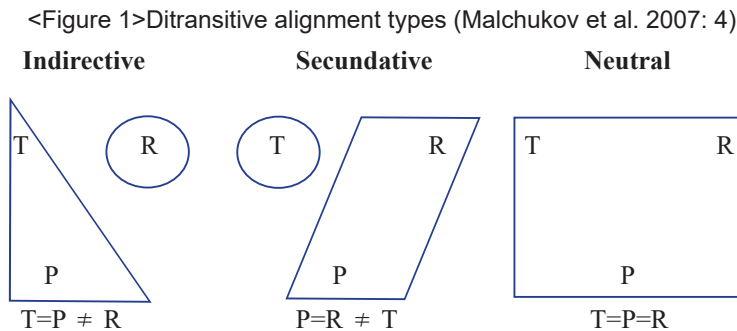 <Figure 1>Ditransitive alignment types (Malchukov et al. 2007: 4)
Indirective Secundative Neutral
T R T R T R
P P P
T=P ≠ R P=R ≠ T T=P=R